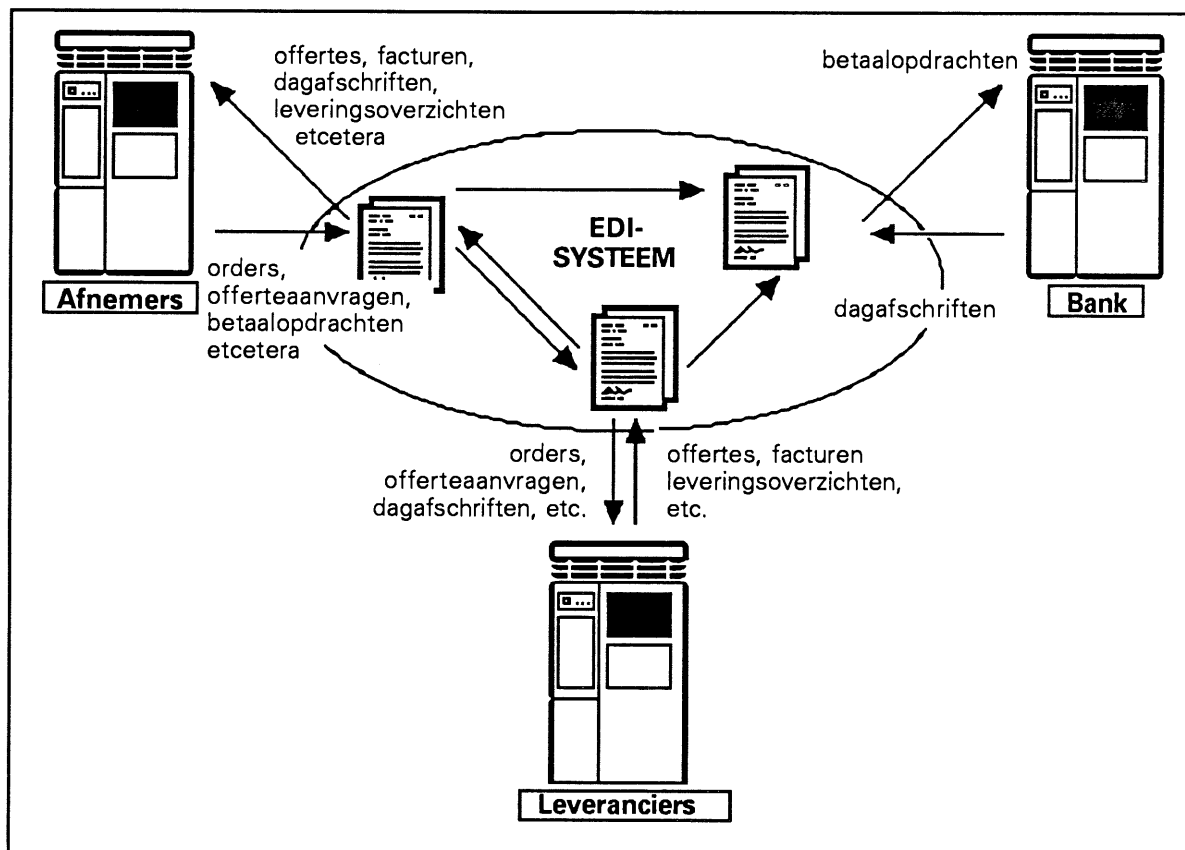 offertes, facturen,
dagafschriften,
leveringsoverzichten
etcetera
betaalopdrachten
EDI-
SYSTEEM
Afnemers
orders,
offerteaanvragen,
betaalopdrachten
etcetera
Bank
dagafschriften
orders,
offerteaanvragen,
dagafschriften, etc.
offertes, facturen
leveringsoverzichten,
etc.
Leveranciers